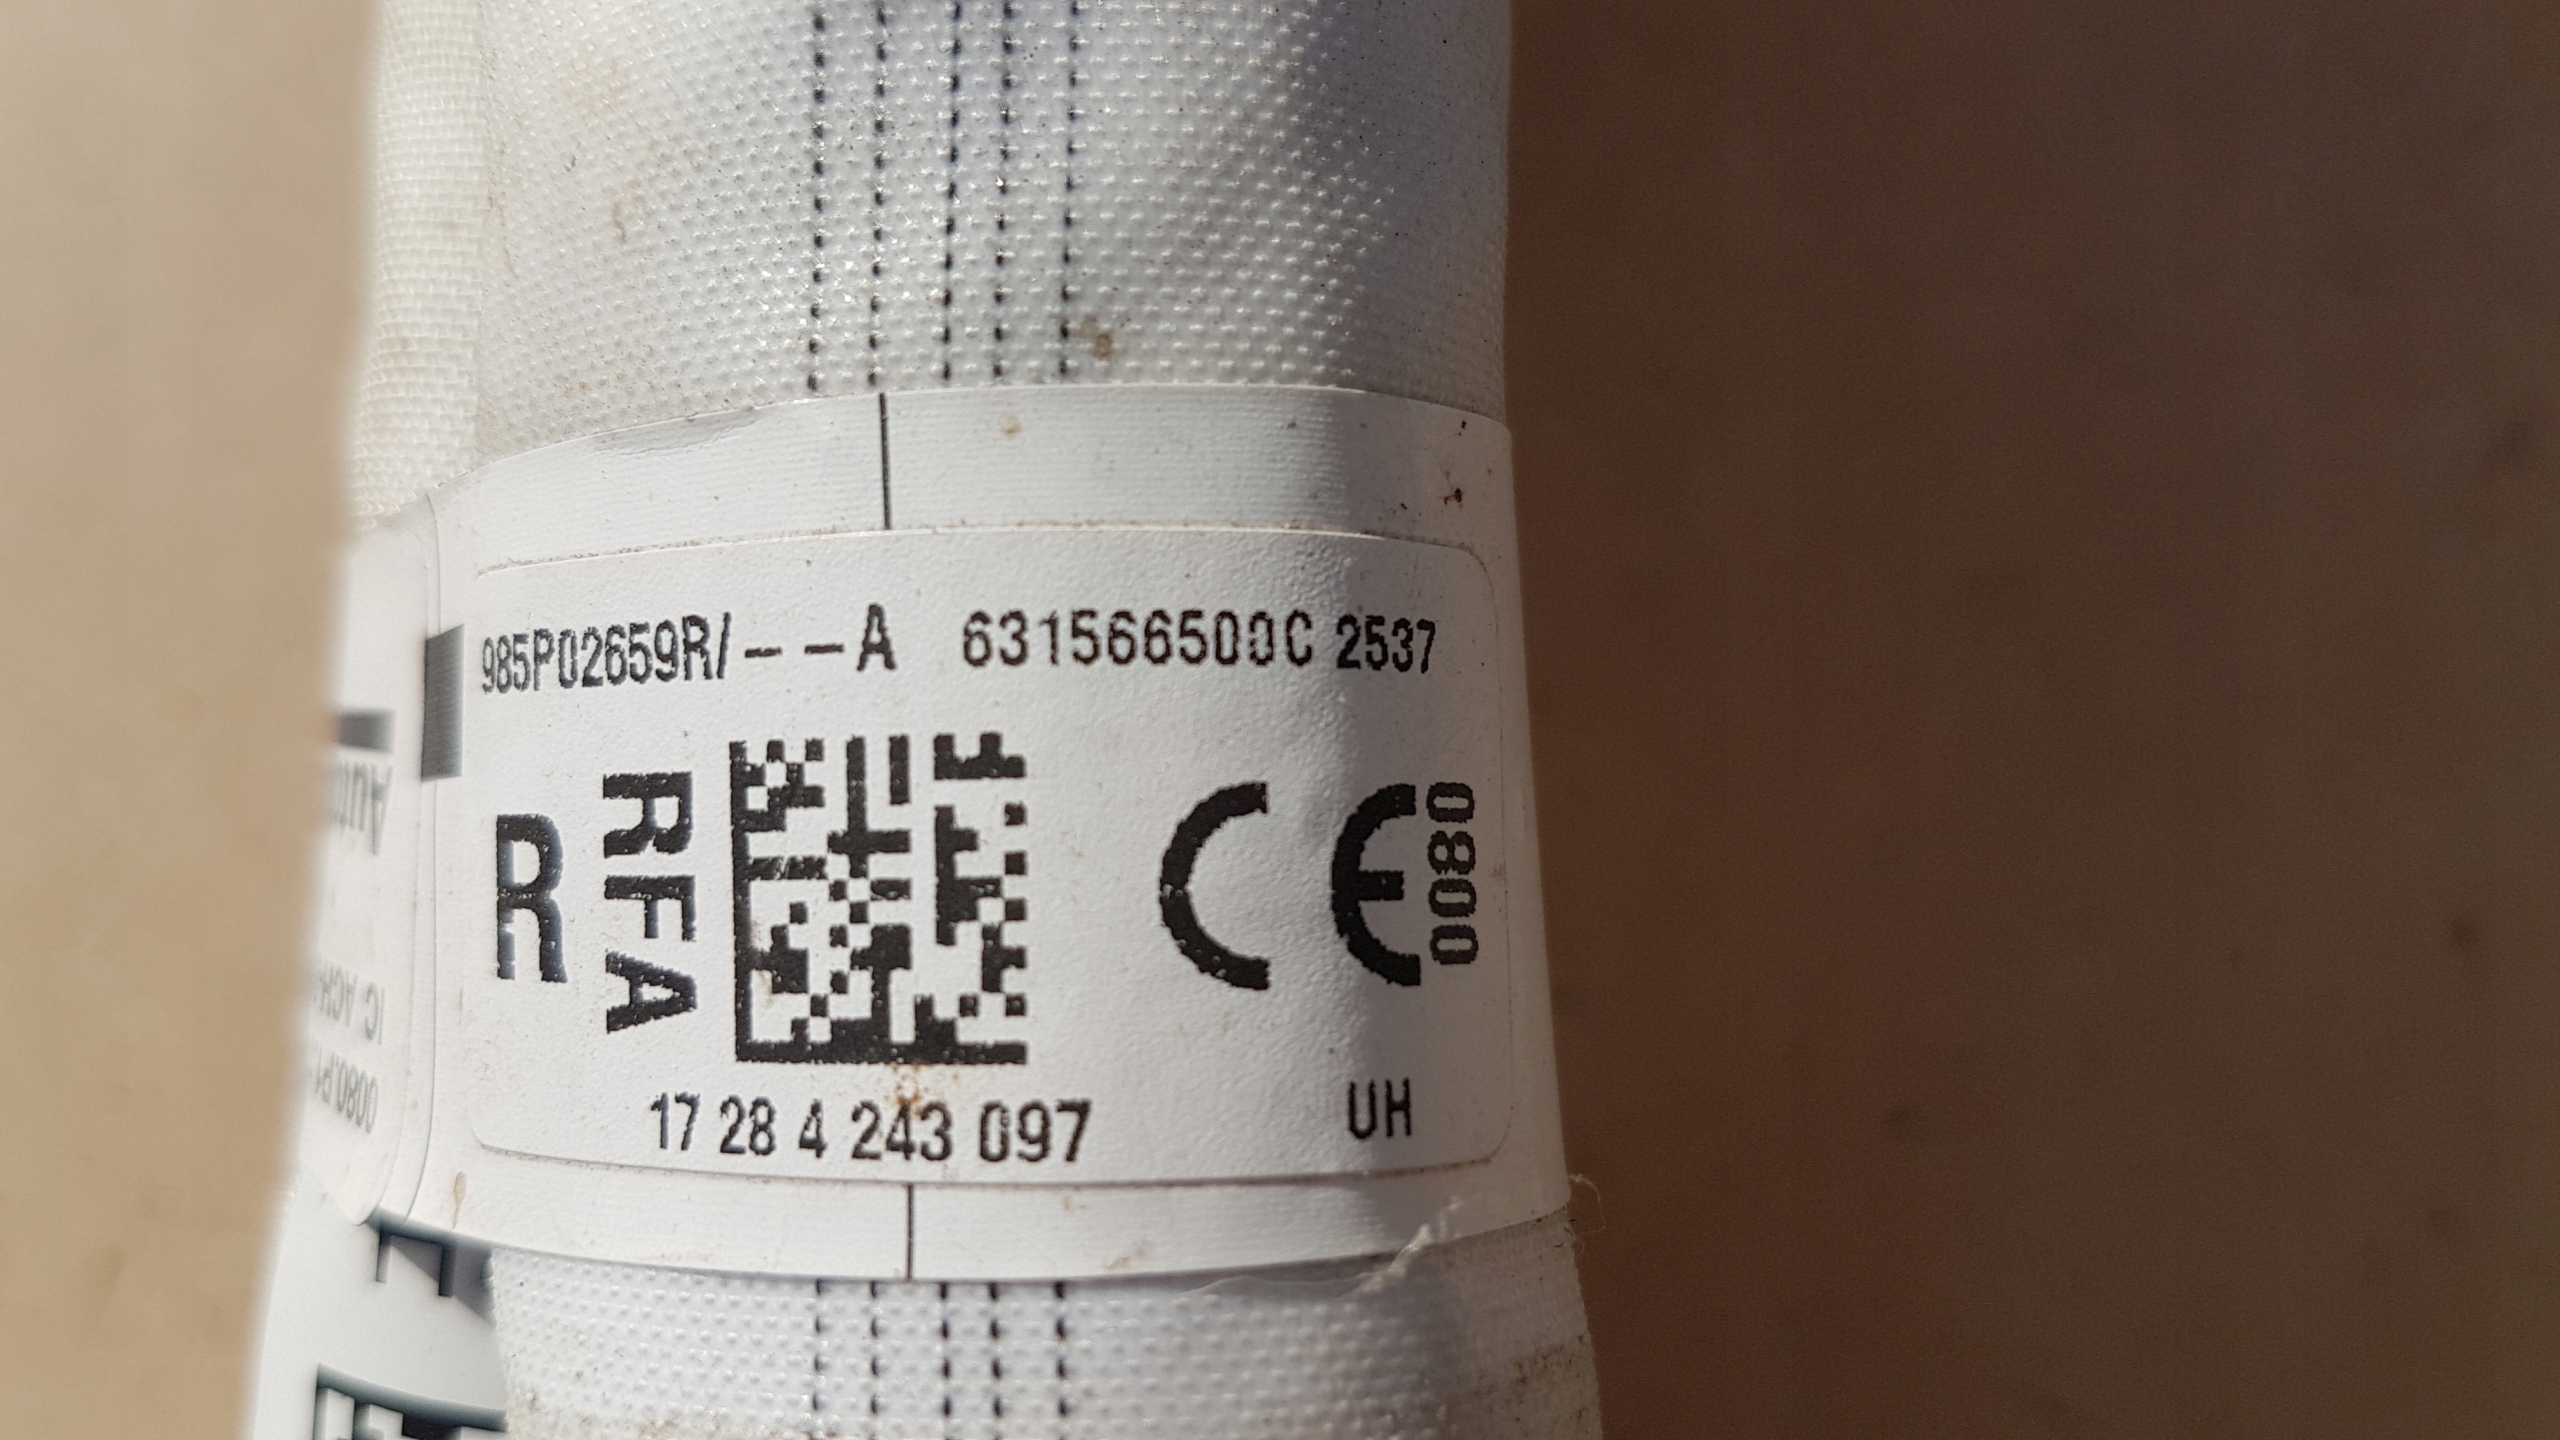 985P02659R/--A 631566500C 2537
R
RFA
CE
0080
17 28 4 243 097
UH